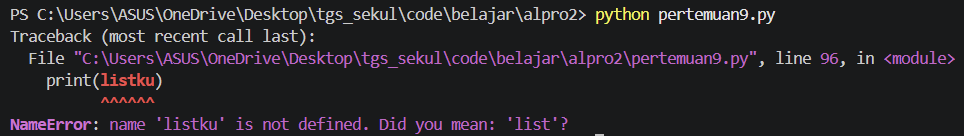 PS C:\Users\ASUS\OneDrive\Desktop\tgs_sekul\code\belajar\alpro2> python pertemuan9.py
Traceback (most recent call last):
  File "C:\Users\ASUS\OneDrive\Desktop\tgs_sekul\code\belajar\alpro2\pertemuan9.py", line 96, in <module>
    print(listku)
          ^^^^^^
NameError: name 'listku' is not defined. Did you mean: 'list'?